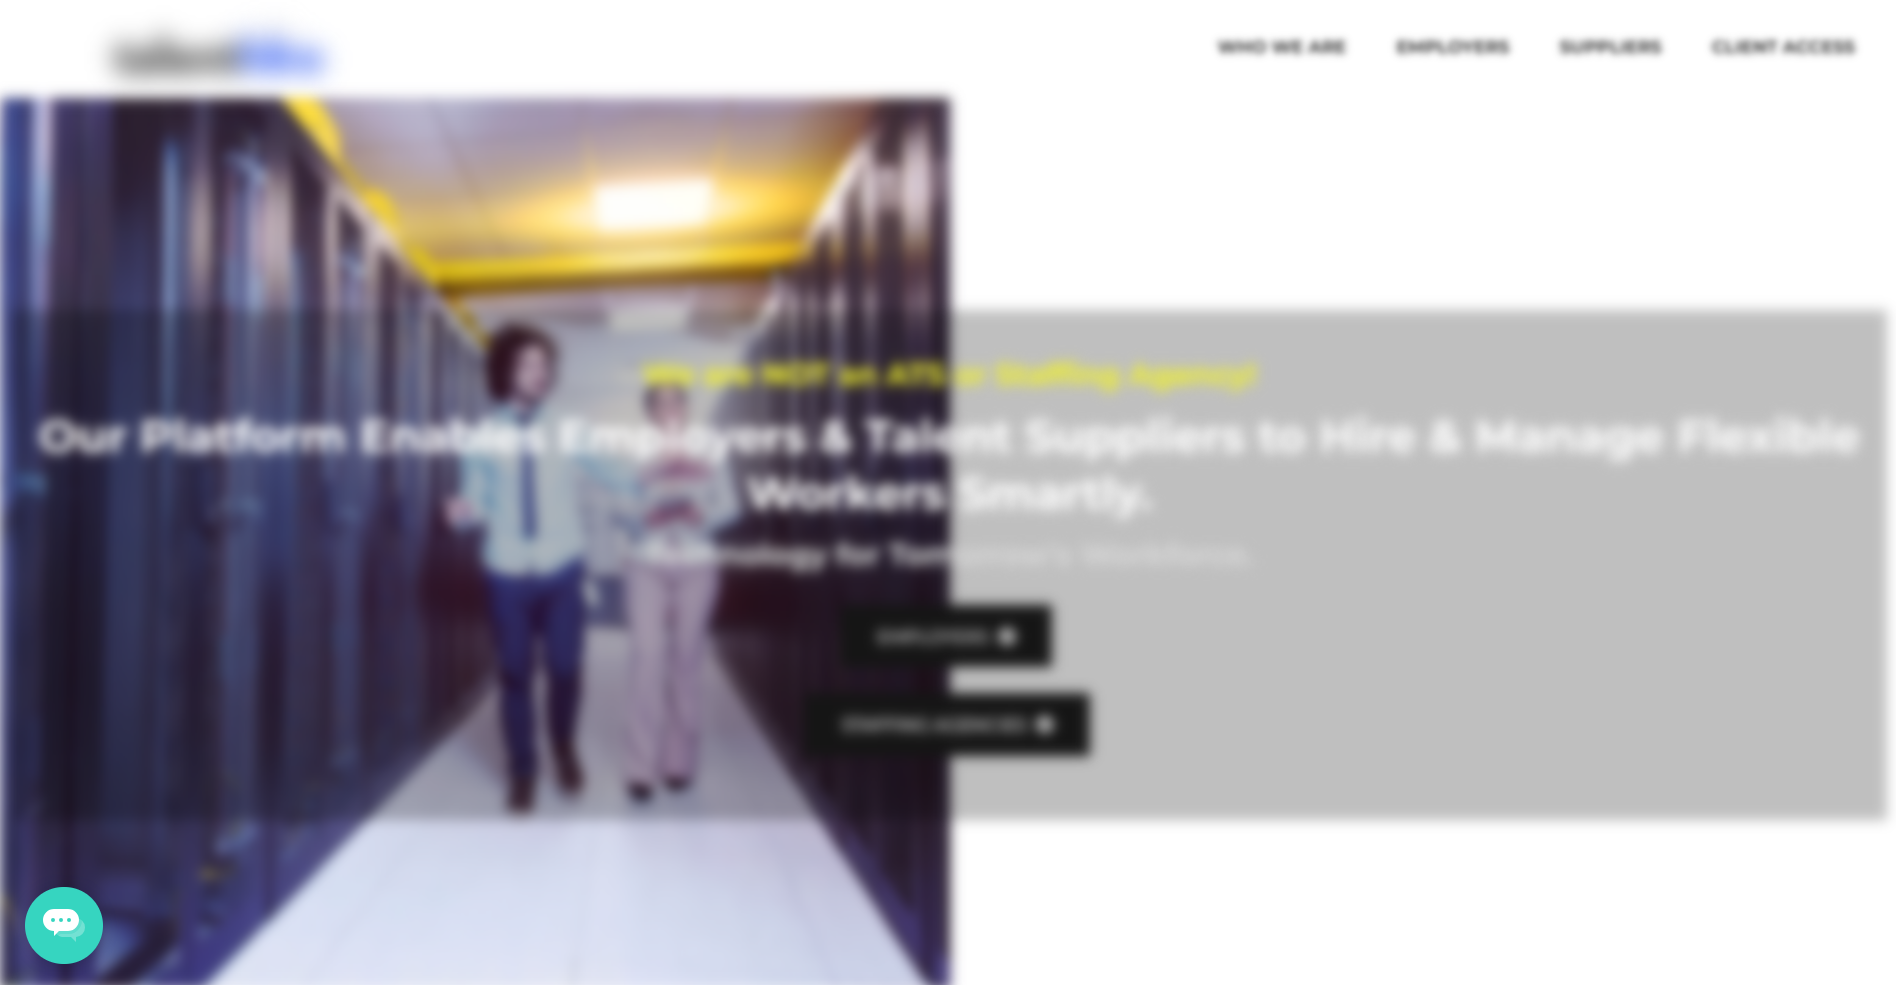 WHO WE ARE
EMPLOYERS
SUPPLIERS
CLIENT ACCESS
We are NOT an ATS or Staffing Agency!
Our Platform Enables Employers & Talent Suppliers to Hire & Manage Flexible
Workers Smartly.
Technology for Tomorrow's Workforce.
EMPLOYERS
STAFFING AGENCIES